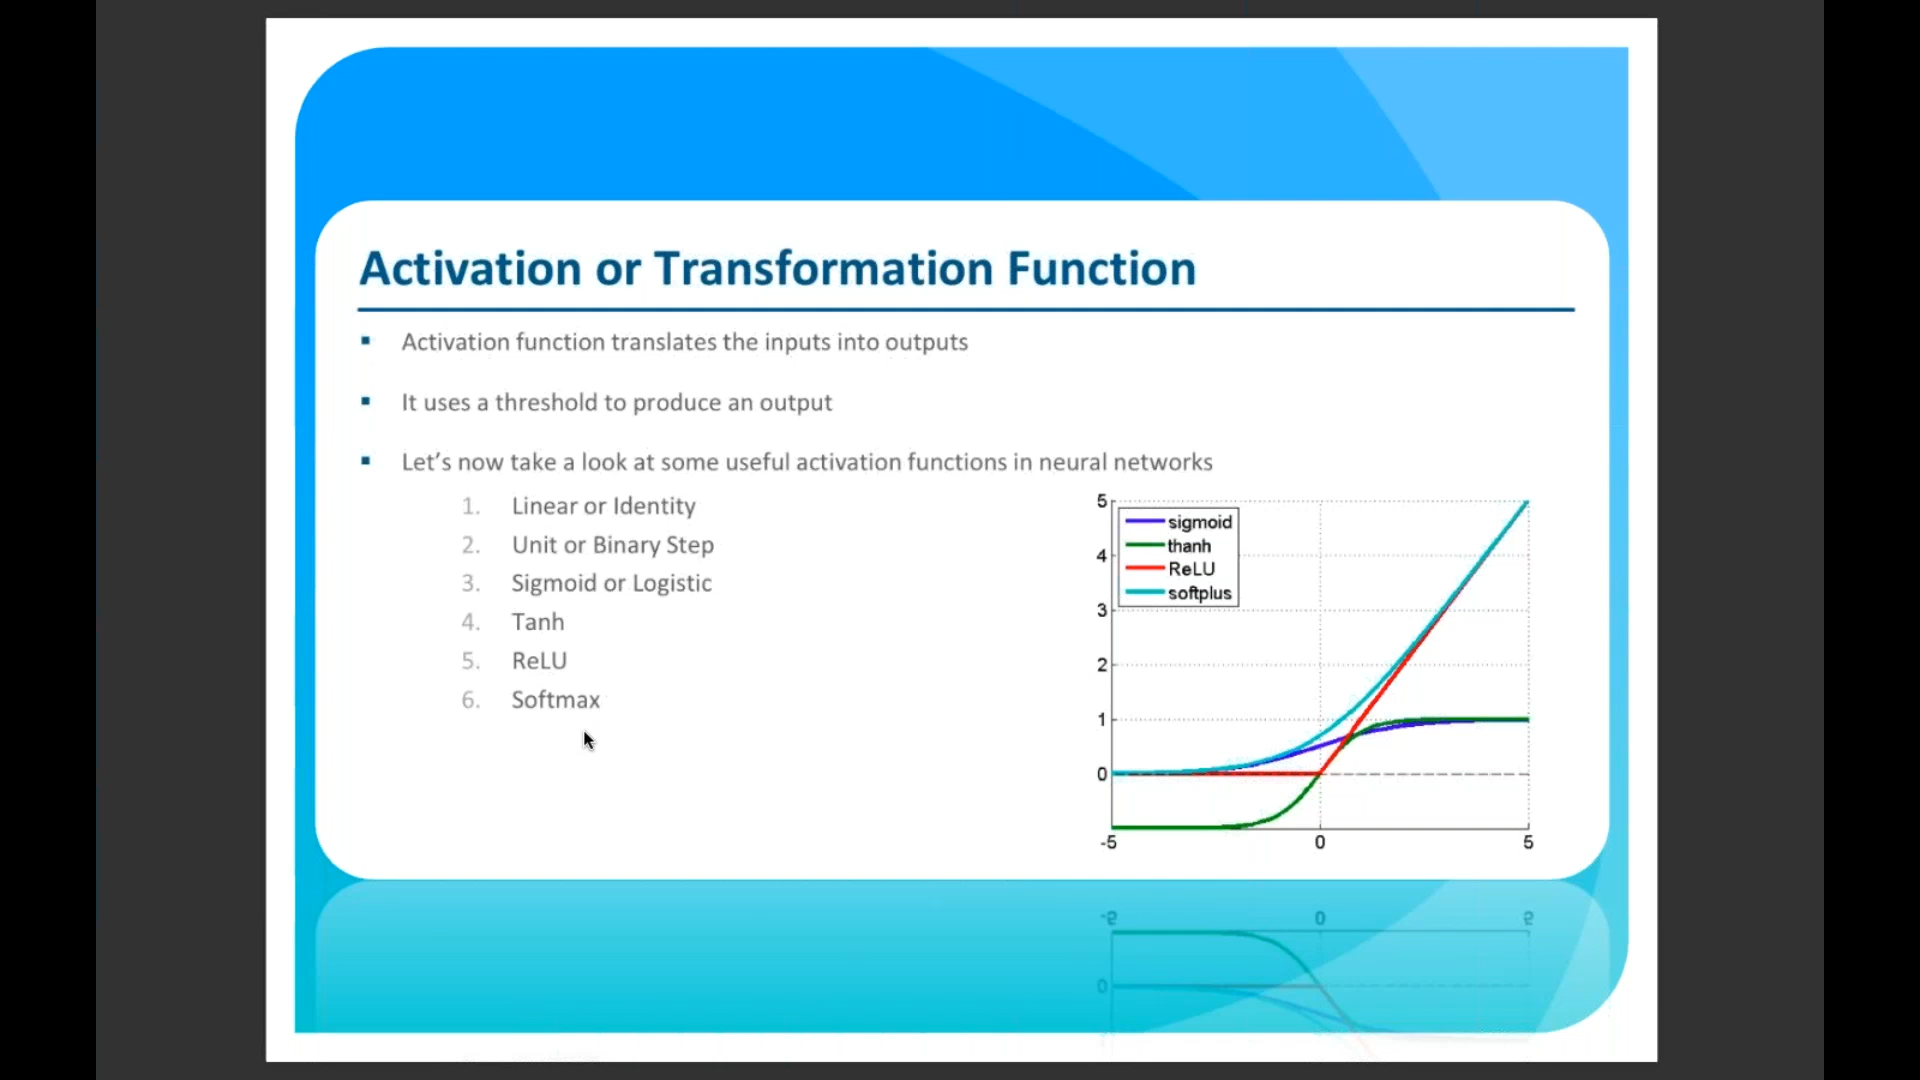 Activation or Transformation Function
Activation function translates the inputs into outputs
It uses a threshold to produce an output
Let's now take a look at some useful activation functions in neural networks
1. Linear or Identity
2. Unit or Binary Step
3. Sigmoid or Logistic
4. Tanh
5. ReLU
6. Softmax
sigmoid
thanh
ReLU
softplus
5
4
3
2
1
0
-5 0 5